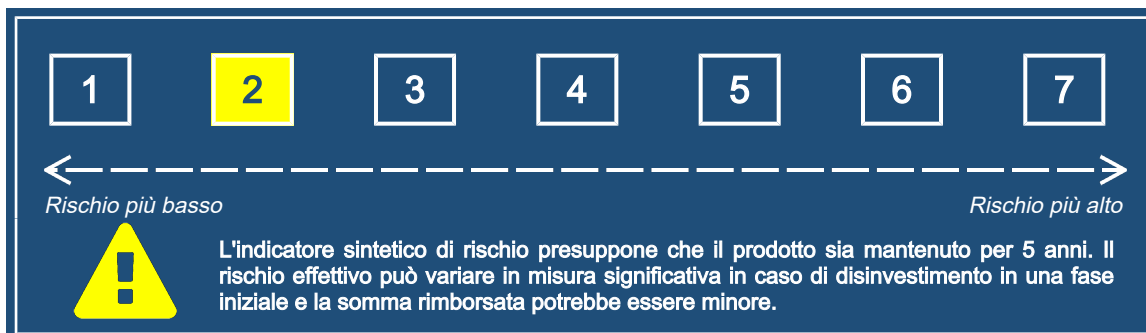 1 2 3 4 5 6 7
Rischio più basso Rischio più alto
L'indicatore sintetico di rischio presuppone che il prodotto sia mantenuto per 5 anni. Il
rischio effettivo può variare in misura significativa in caso di disinvestimento in una fase
iniziale e la somma rimborsata potrebbe essere minore.